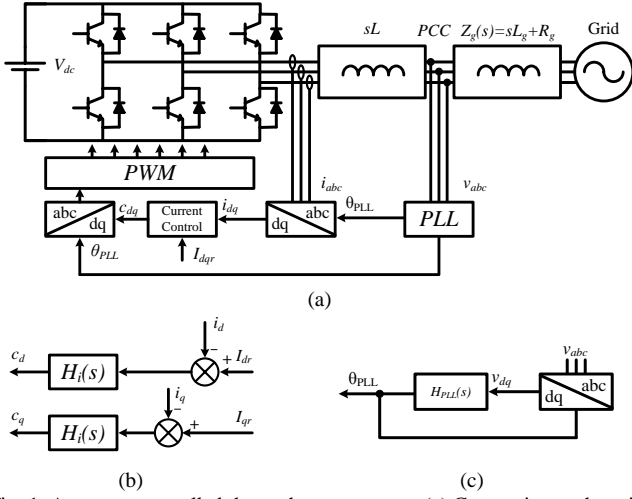 sL PCC Z_g(s)=sL_g+R_g Grid
V_dc
PWM
i_abc v_abc
abc dq c_dq Current Control i_dq abc dq θ_PLL PLL
θ_PLL I_dqr
(a)
i_d
c_d H_i(s) − + I_dr
i_q
c_q H_i(s) − + I_qr
v_abc
θ_PLL H_PLL(s) v_dq abc dq
(b) (c)